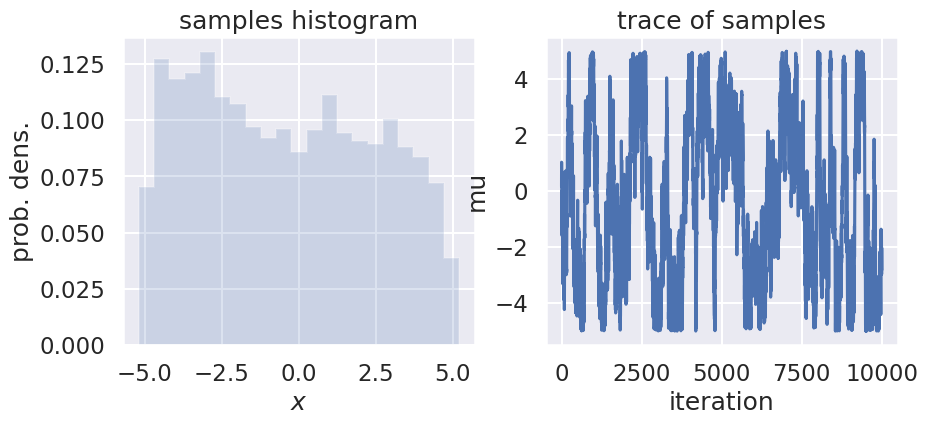 samples histogram
prob. dens.
0.125
0.100
0.075
0.050
0.025
0.000
−5.0 −2.5 0.0 2.5 5.0
x
trace of samples
mu
4
2
0
−2
−4
0 2500 5000 7500 10000
iteration